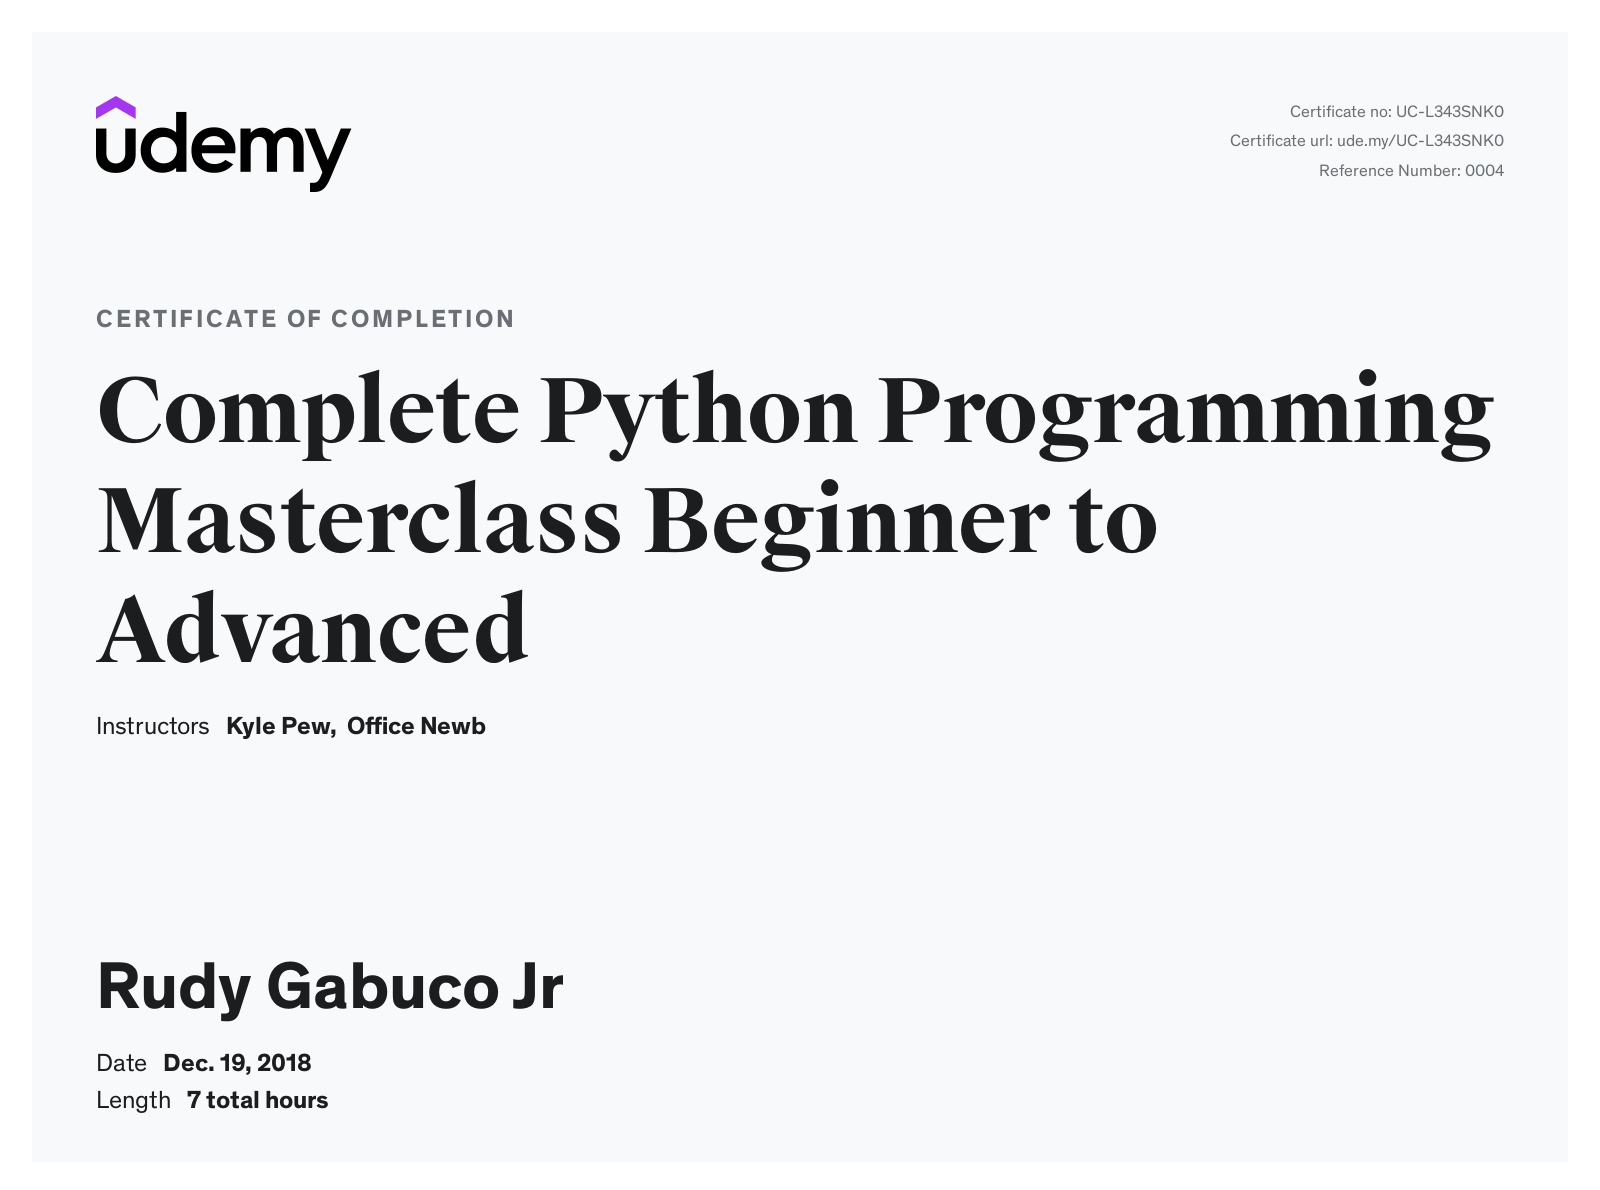 udemy
Certificate no: UC-L343SNK0
Certificate url: ude.my/UC-L343SNK0
Reference Number: 0004
CERTIFICATE OF COMPLETION
Complete Python Programming
Masterclass Beginner to
Advanced
Instructors Kyle Pew, Office Newb
Rudy Gabuco Jr
Date Dec. 19, 2018
Length 7 total hours